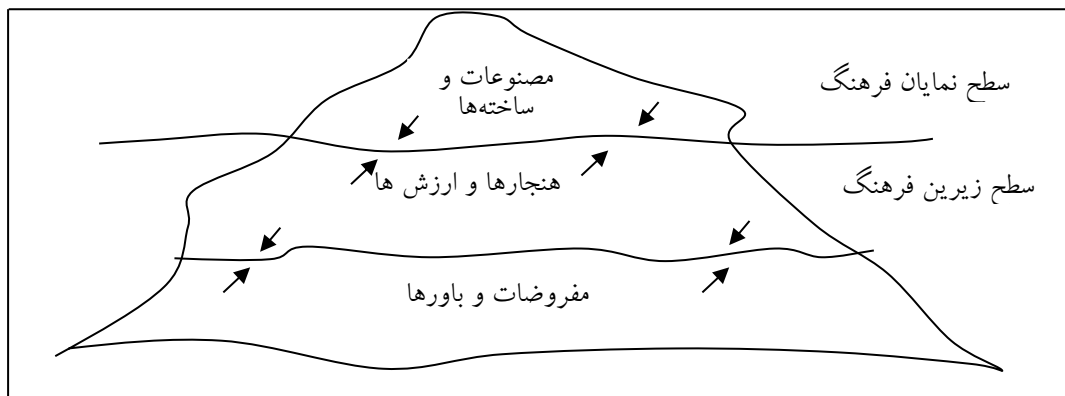 مصنوعات و
ساخته‌ها
سطح نمایان فرهنگ
هنجارها و ارزش ها
سطح زیرین فرهنگ
مفروضات و باورها